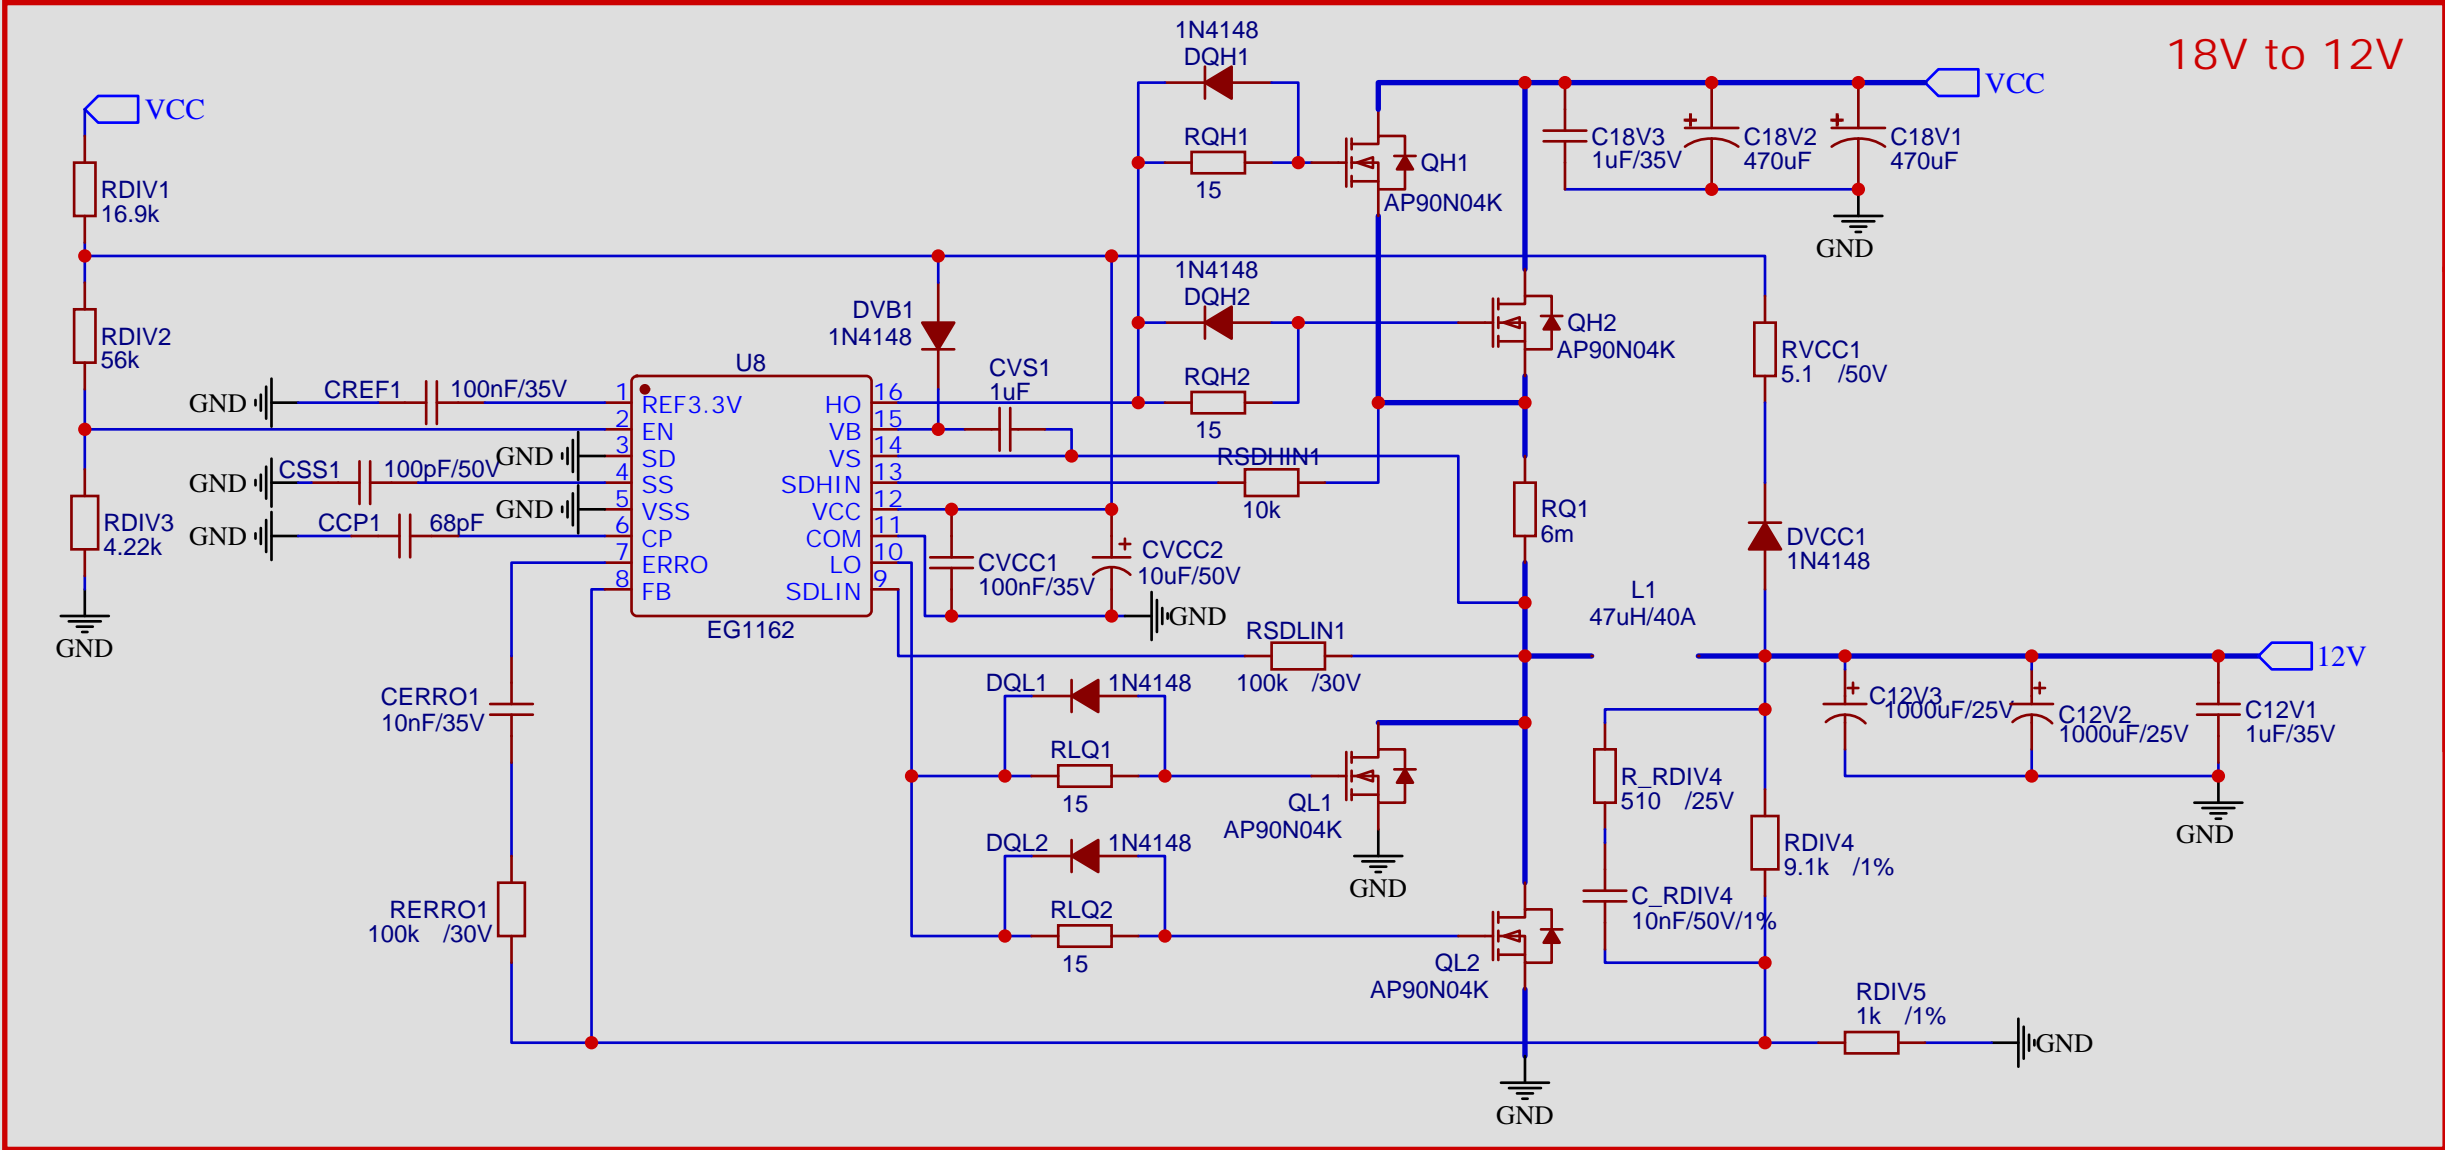 18V to 12V
1N4148
DQH1
VCC
VCC
RQH1
15
QH1
AP90N04K
C18V3
1uF/35V
C18V2
470uF
C18V1
470uF
GND
RDIV1
16.9k
1N4148
DQH2
DVB1
1N4148
QH2
AP90N04K
RDIV2
56k
RVCC1
5.1 /50V
U8
CVS1
1uF
RQH2
15
GND
CREF1
100nF/35V
1
REF3.3V
HO
16
2
EN
VB
15
GND
3
SD
VS
14
GND
CSS1
100pF/50V
4
SS
SDHIN
13
RSDHIN1
10k
GND
5
VSS
VCC
12
RDIV3
4.22k
GND
CCP1
68pF
6
CP
COM
11
7
ERRO
LO
10
8
FB
SDLIN
9
EG1162
RQ1
6m
CVCC1
100nF/35V
CVCC2
10uF/50V
GND
DVCC1
1N4148
L1
47uH/40A
GND
RSDLIN1
100k /30V
12V
CERRO1
10nF/35V
DQL1
1N4148
RLQ1
15
QL1
AP90N04K
GND
C12V3
1000uF/25V
C12V2
1000uF/25V
C12V1
1uF/35V
GND
R_RDIV4
510 /25V
RDIV4
9.1k /1%
DQL2
1N4148
RLQ2
15
C_RDIV4
10nF/50V/1%
RERRO1
100k /30V
QL2
AP90N04K
RDIV5
1k /1%
GND
GND